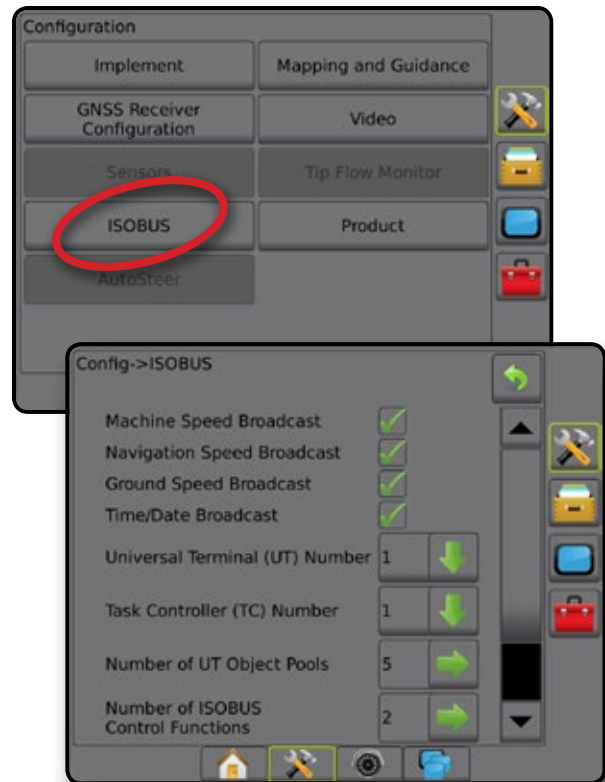 Configuration
Implement
Mapping and Guidance
GNSS Receiver
Configuration
Video
Sensors
Tip Flow Monitor
ISOBUS
Product
AutoSteer
Config->ISOBUS
Machine Speed Broadcast
Navigation Speed Broadcast
Ground Speed Broadcast
Time/Date Broadcast
Universal Terminal (UT) Number 1
Task Controller (TC) Number 1
Number of UT Object Pools 5
Number of ISOBUS
Control Functions 2